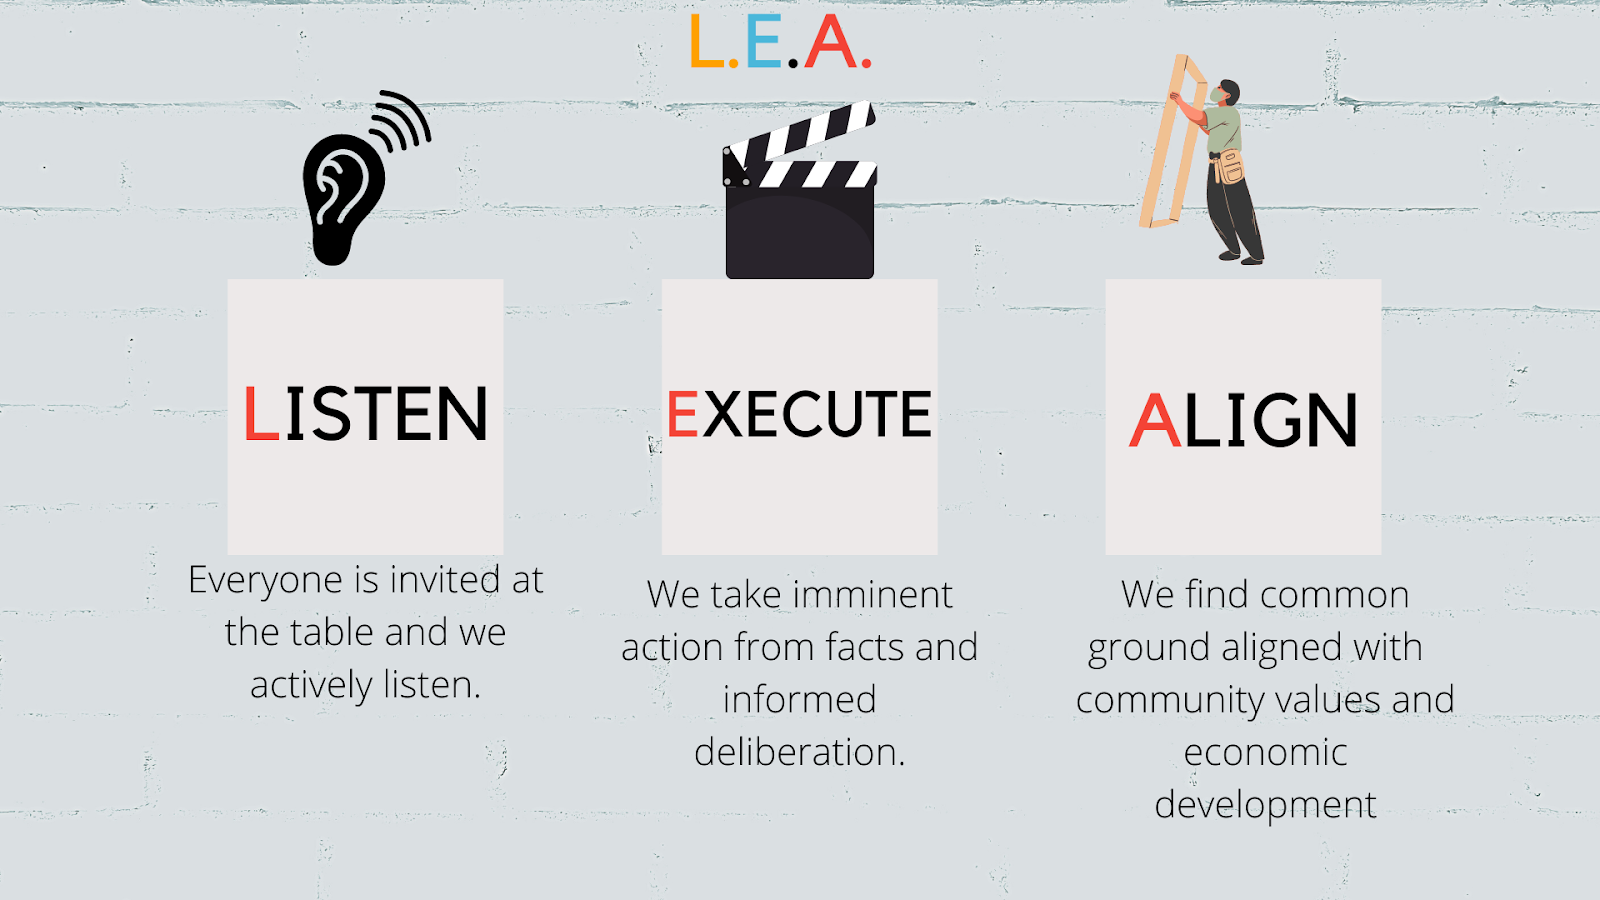 L.E.A.
LISTEN
Everyone is invited at
the table and we
actively listen.
EXECUTE
We take imminent
action from facts and
informed
deliberation.
ALIGN
We find common
ground aligned with
community values and
economic
development